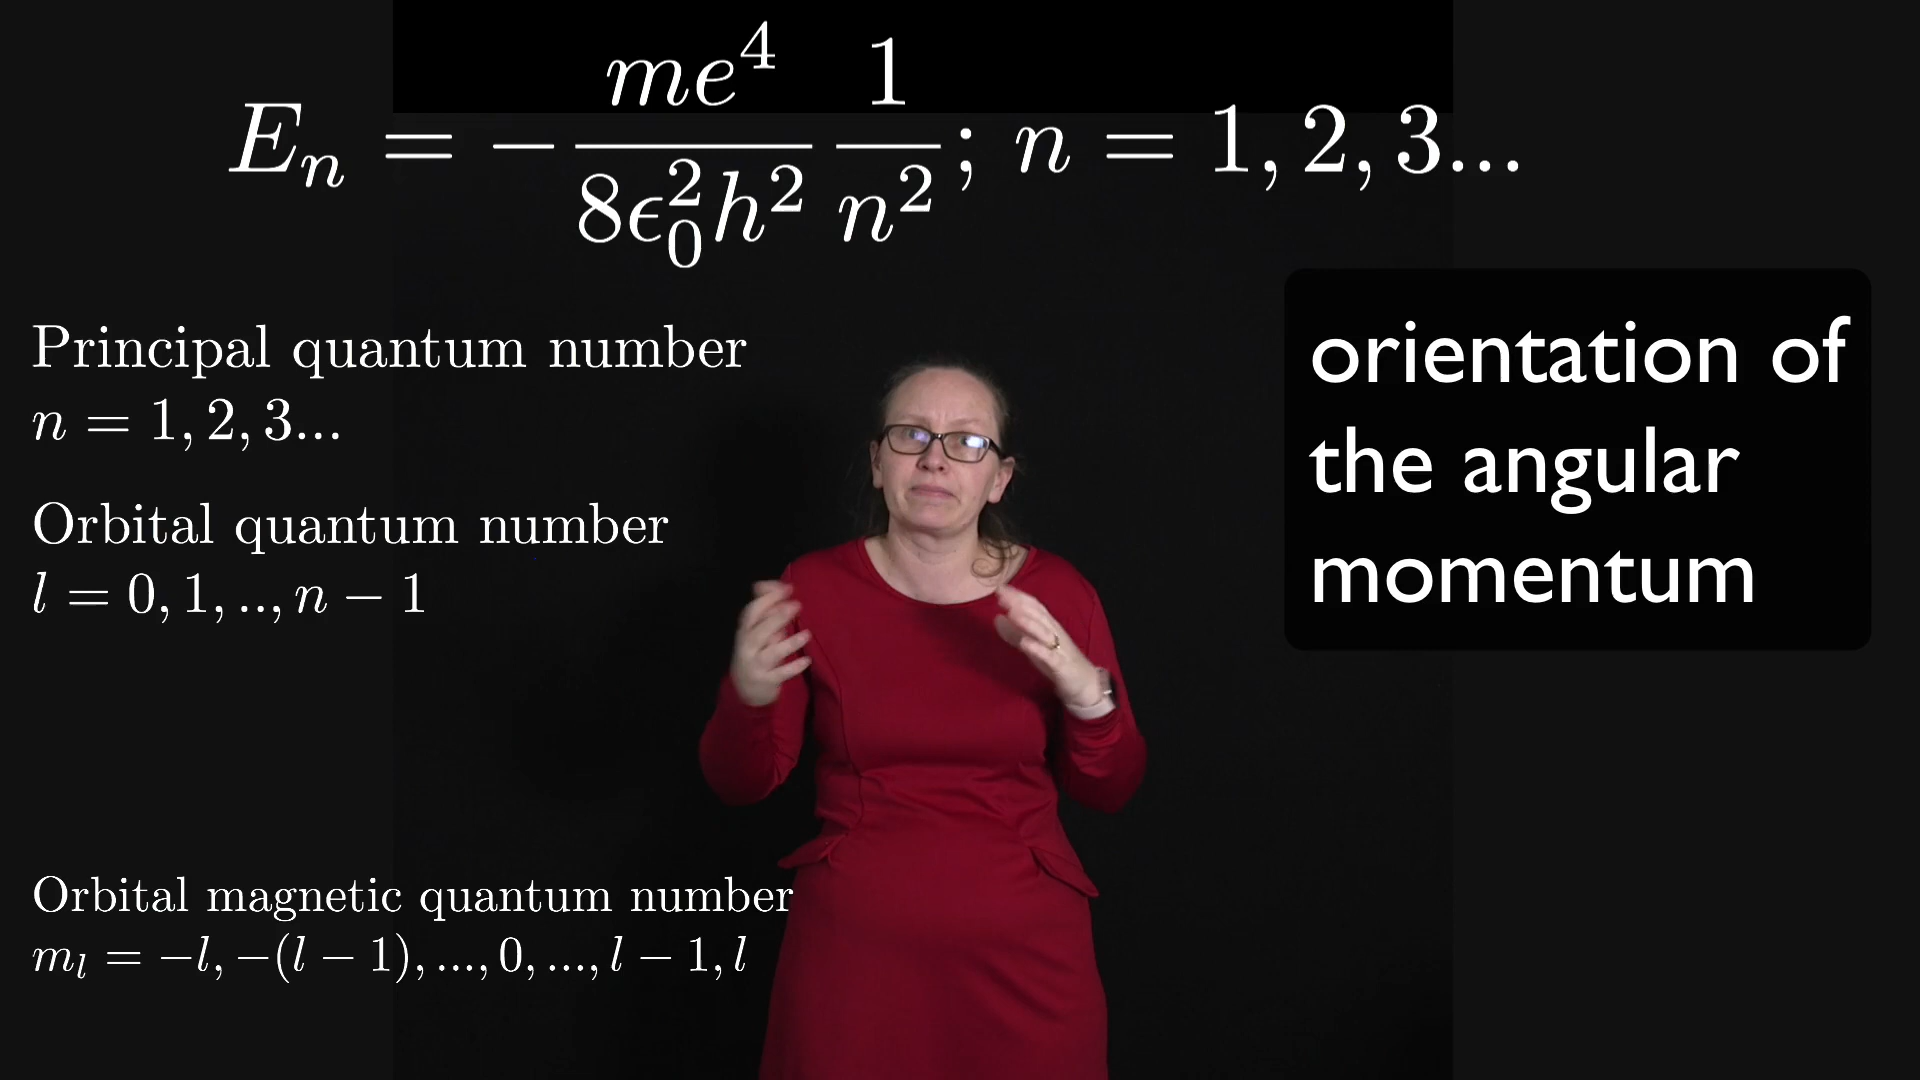 E_n = -\frac{me^4}{8\epsilon_0^2h^2}\frac{1}{n^2}; n = 1, 2, 3...
Principal quantum number
n = 1, 2, 3...
Orbital quantum number
l = 0, 1, .., n − 1
Orbital magnetic quantum number
m_l = −l, −(l − 1), ..., 0, ..., l − 1, l
orientation of
the angular
momentum